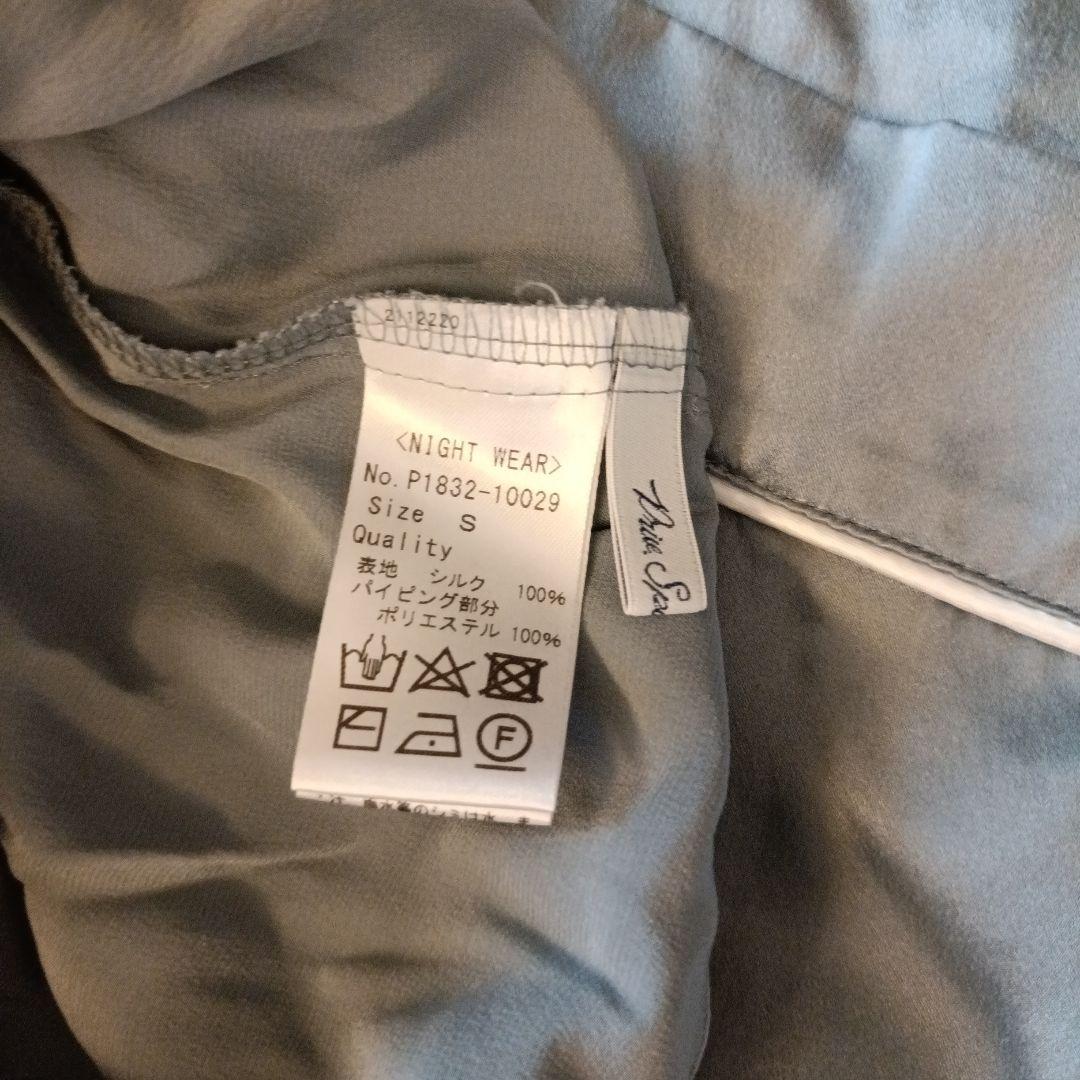 2112220
<NIGHT WEAR>
No. P1832-10029
Size S
Quality
表地 シルク 100%
パイピング部分
ポリエステル 100%
F